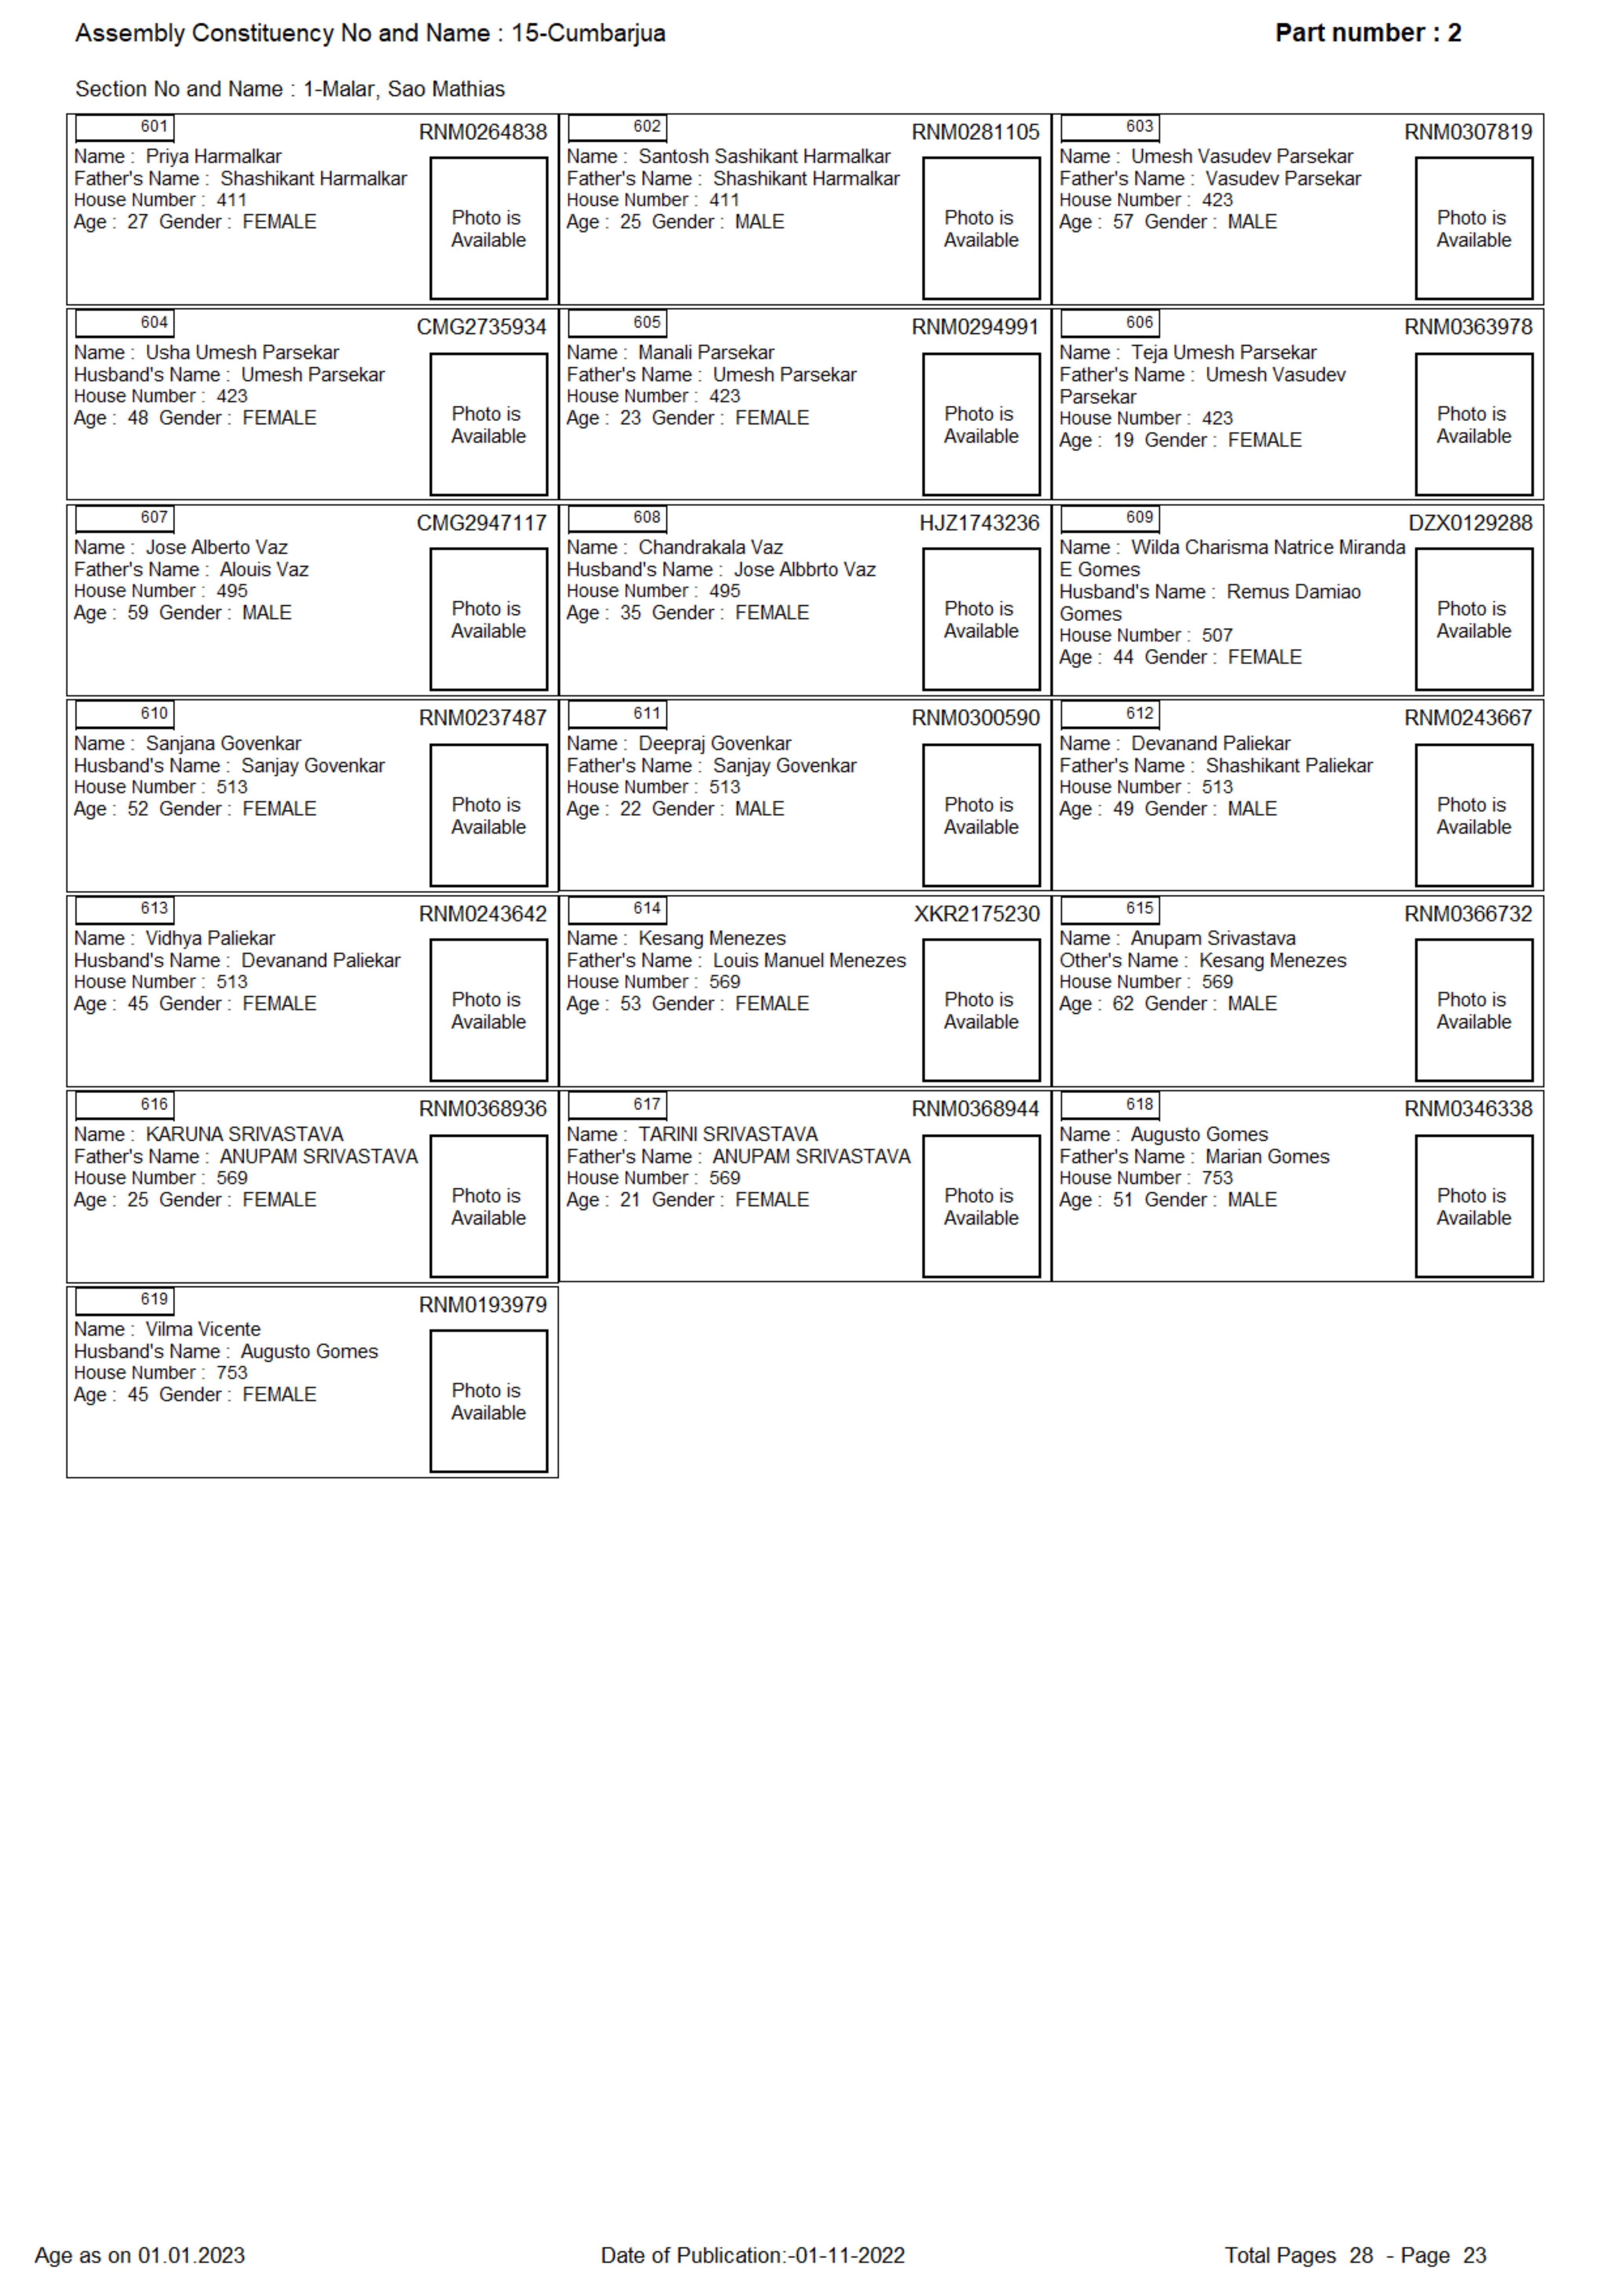 Assembly Constituency No and Name : 15-Cumbarjua
Part number : 2
Section No and Name : 1-Malar, Sao Mathias
601
RNM0264838
Name : Priya Harmalkar
Father's Name : Shashikant Harmalkar
House Number : 411
Age : 27 Gender : FEMALE
Photo is
Available
602
RNM0281105
Name : Santosh Sashikant Harmalkar
Father's Name : Shashikant Harmalkar
House Number : 411
Age : 25 Gender : MALE
Photo is
Available
603
RNM0307819
Name : Umesh Vasudev Parsekar
Father's Name : Vasudev Parsekar
House Number : 423
Age : 57 Gender : MALE
Photo is
Available
604
CMG2735934
Name : Usha Umesh Parsekar
Husband's Name : Umesh Parsekar
House Number : 423
Age : 48 Gender : FEMALE
Photo is
Available
605
RNM0294991
Name : Manali Parsekar
Father's Name : Umesh Parsekar
House Number : 423
Age : 23 Gender : FEMALE
Photo is
Available
606
RNM0363978
Name : Teja Umesh Parsekar
Father's Name : Umesh Vasudev
Parsekar
House Number : 423
Age : 19 Gender : FEMALE
Photo is
Available
607
CMG2947117
Name : Jose Alberto Vaz
Father's Name : Alouis Vaz
House Number : 495
Age : 59 Gender : MALE
Photo is
Available
608
HJZ1743236
Name : Chandrakala Vaz
Husband's Name : Jose Albbrto Vaz
House Number : 495
Age : 35 Gender : FEMALE
Photo is
Available
609
DZX0129288
Name : Wilda Charisma Natrice Miranda
E Gomes
Husband's Name : Remus Damiao
Gomes
House Number : 507
Age : 44 Gender : FEMALE
Photo is
Available
610
RNM0237487
Name : Sanjana Govenkar
Husband's Name : Sanjay Govenkar
House Number : 513
Age : 52 Gender : FEMALE
Photo is
Available
611
RNM0300590
Name : Deepraj Govenkar
Father's Name : Sanjay Govenkar
House Number : 513
Age : 22 Gender : MALE
Photo is
Available
612
RNM0243667
Name : Devanand Paliekar
Father's Name : Shashikant Paliekar
House Number : 513
Age : 49 Gender : MALE
Photo is
Available
613
RNM0243642
Name : Vidhya Paliekar
Husband's Name : Devanand Paliekar
House Number : 513
Age : 45 Gender : FEMALE
Photo is
Available
614
XKR2175230
Name : Kesang Menezes
Father's Name : Louis Manuel Menezes
House Number : 569
Age : 53 Gender : FEMALE
Photo is
Available
615
RNM0366732
Name : Anupam Srivastava
Other's Name : Kesang Menezes
House Number : 569
Age : 62 Gender : MALE
Photo is
Available
616
RNM0368936
Name : KARUNA SRIVASTAVA
Father's Name : ANUPAM SRIVASTAVA
House Number : 569
Age : 25 Gender : FEMALE
Photo is
Available
617
RNM0368944
Name : TARINI SRIVASTAVA
Father's Name : ANUPAM SRIVASTAVA
House Number : 569
Age : 21 Gender : FEMALE
Photo is
Available
618
RNM0346338
Name : Augusto Gomes
Father's Name : Marian Gomes
House Number : 753
Age : 51 Gender : MALE
Photo is
Available
619
RNM0193979
Name : Vilma Vicente
Husband's Name : Augusto Gomes
House Number : 753
Age : 45 Gender : FEMALE
Photo is
Available
Age as on 01.01.2023
Date of Publication:-01-11-2022
Total Pages 28 - Page 23